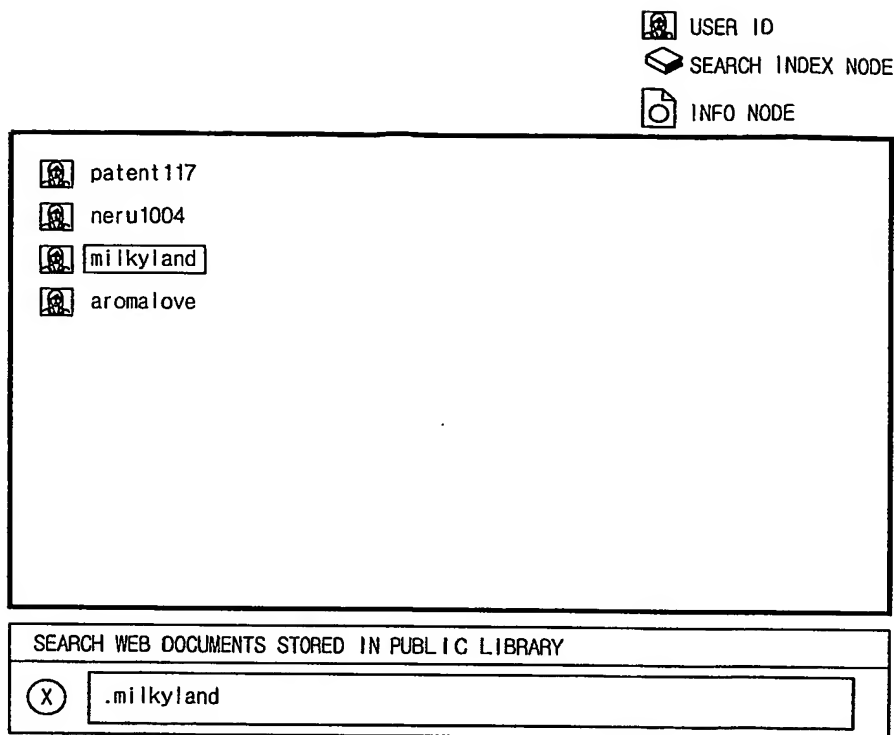 USER ID
SEARCH INDEX NODE
INFO NODE
patent117
neru1004
milkyland
aromalove
SEARCH WEB DOCUMENTS STORED IN PUBLIC LIBRARY
X
.milkyland